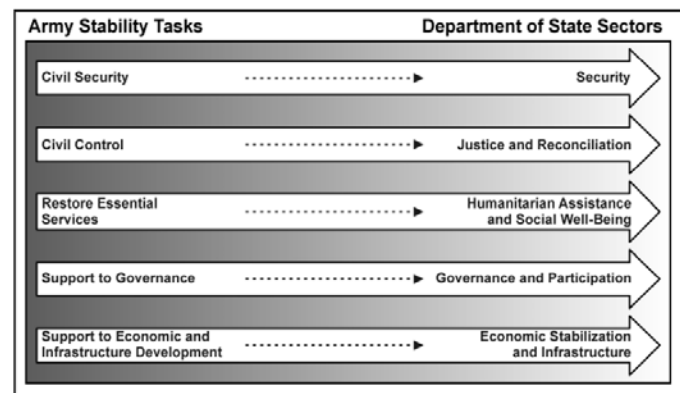 Army Stability Tasks
Department of State Sectors
Civil Security
Security
Civil Control
Justice and Reconciliation
Restore Essential
Services
Humanitarian Assistance
and Social Well-Being
Support to Governance
Governance and Participation
Support to Economic and
Infrastructure Development
Economic Stabilization
and Infrastructure